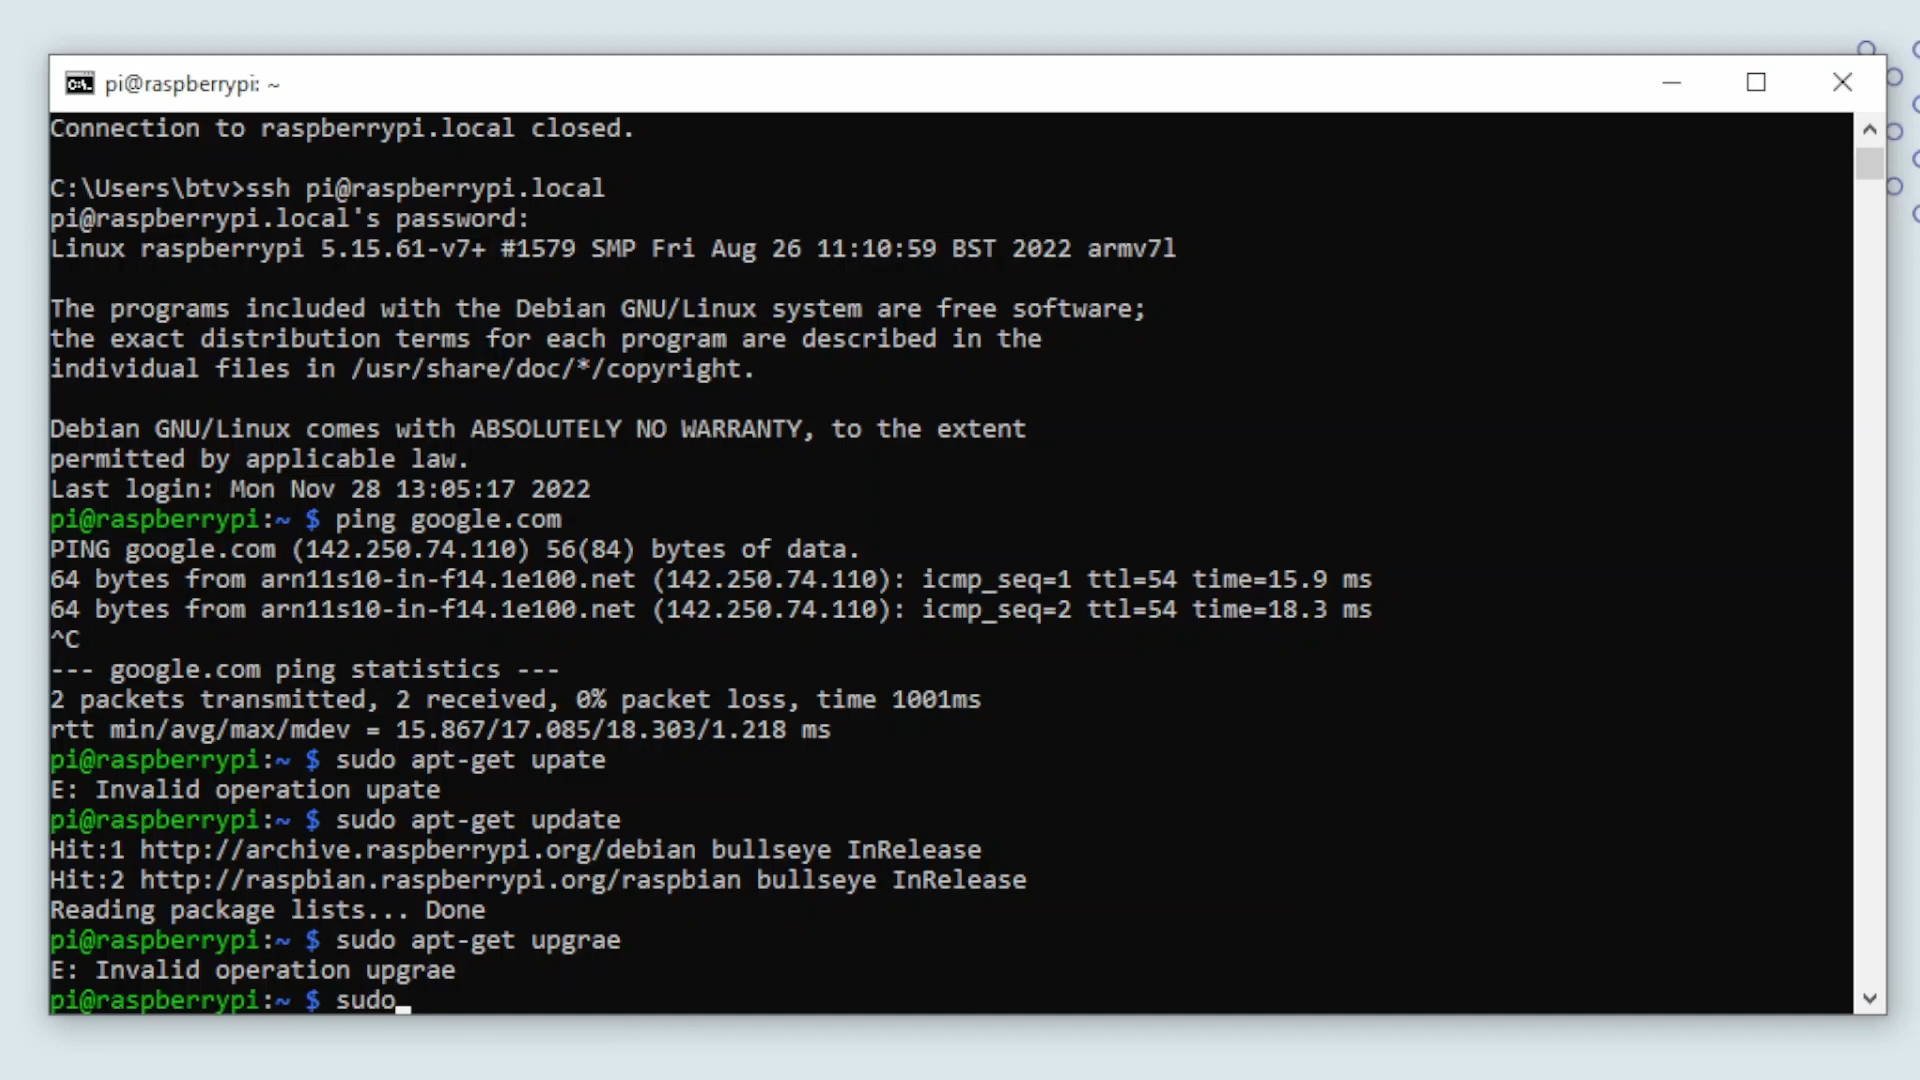 pi@raspberrypi: ~
Connection to raspberrypi.local closed.
C:\Users\btv>ssh pi@raspberrypi.local
pi@raspberrypi.local's password:
Linux raspberrypi 5.15.61-v7+ #1579 SMP Fri Aug 26 11:10:59 BST 2022 armv7l
The programs included with the Debian GNU/Linux system are free software;
the exact distribution terms for each program are described in the
individual files in /usr/share/doc/*/copyright.
Debian GNU/Linux comes with ABSOLUTELY NO WARRANTY, to the extent
permitted by applicable law.
Last login: Mon Nov 28 13:05:17 2022
pi@raspberrypi:~ $ ping google.com
PING google.com (142.250.74.110) 56(84) bytes of data.
64 bytes from arn11s10-in-f14.1e100.net (142.250.74.110): icmp_seq=1 ttl=54 time=15.9 ms
64 bytes from arn11s10-in-f14.1e100.net (142.250.74.110): icmp_seq=2 ttl=54 time=18.3 ms
^C
--- google.com ping statistics ---
2 packets transmitted, 2 received, 0% packet loss, time 1001ms
rtt min/avg/max/mdev = 15.867/17.085/18.303/1.218 ms
pi@raspberrypi:~ $ sudo apt-get upate
E: Invalid operation upate
pi@raspberrypi:~ $ sudo apt-get update
Hit:1 http://archive.raspberrypi.org/debian bullseye InRelease
Hit:2 http://raspbian.raspberrypi.org/raspbian bullseye InRelease
Reading package lists... Done
pi@raspberrypi:~ $ sudo apt-get upgrae
E: Invalid operation upgrae
pi@raspberrypi:~ $ sudo